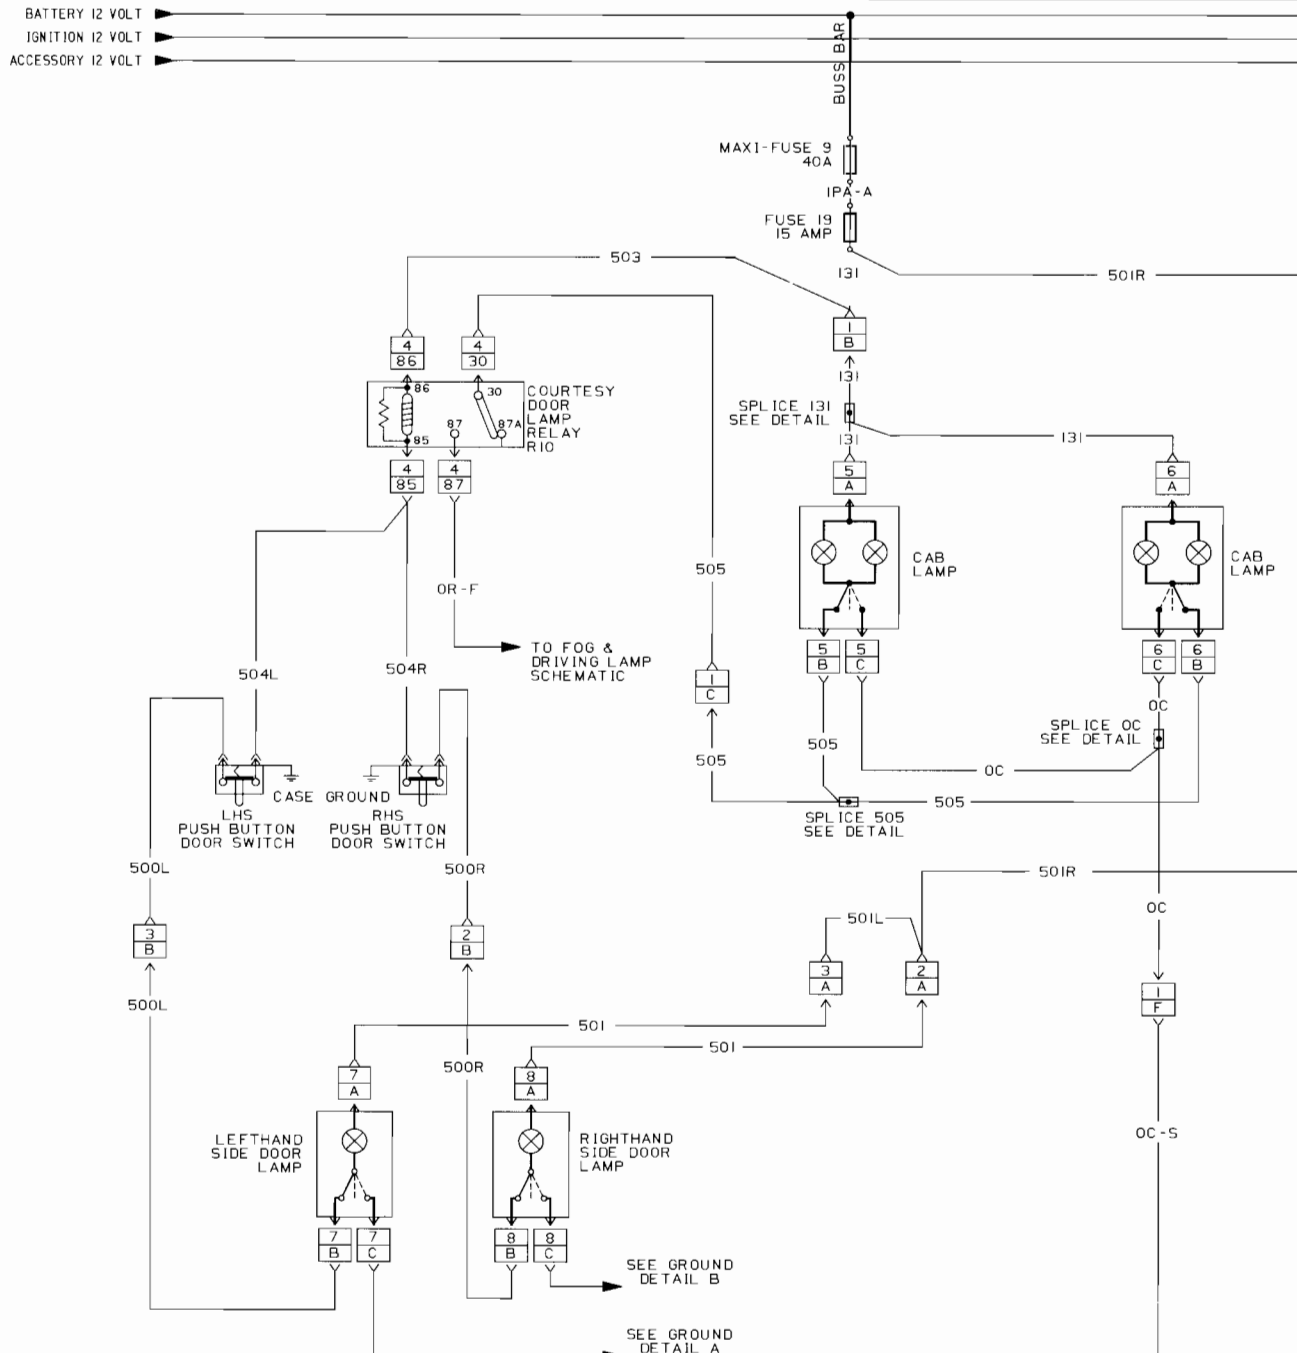 BATTERY 12 VOLT
IGNITION 12 VOLT
ACCESSORY 12 VOLT
BUSS BAR
MAXI-FUSE 9
40A
1PA-A
FUSE 19
15 AMP
503
131
501R
1
B
4
86
4
30
131
86
30
COURTESY
DOOR
LAMP
RELAY
R10
87
87A
85
SPLICE 131
SEE DETAIL
131
131
4
85
4
87
5
A
6
A
CAB
LAMP
CAB
LAMP
505
OR-F
TO FOG &
DRIVING LAMP
SCHEMATIC
504L
504R
1
C
5
B
5
C
6
C
6
B
OC
SPLICE OC
SEE DETAIL
505
505
OC
505
SPLICE 505
SEE DETAIL
CASE GROUND
LHS
PUSH BUTTON
DOOR SWITCH
RHS
PUSH BUTTON
DOOR SWITCH
500L
500R
501R
OC
501L
3
B
2
B
3
A
2
A
1
F
500L
501
501
500R
7
A
8
A
LEFTHAND
SIDE DOOR
LAMP
RIGHTHAND
SIDE DOOR
LAMP
OC-S
7
B
7
C
8
B
8
C
SEE GROUND
DETAIL B
SEE GROUND
DETAIL A